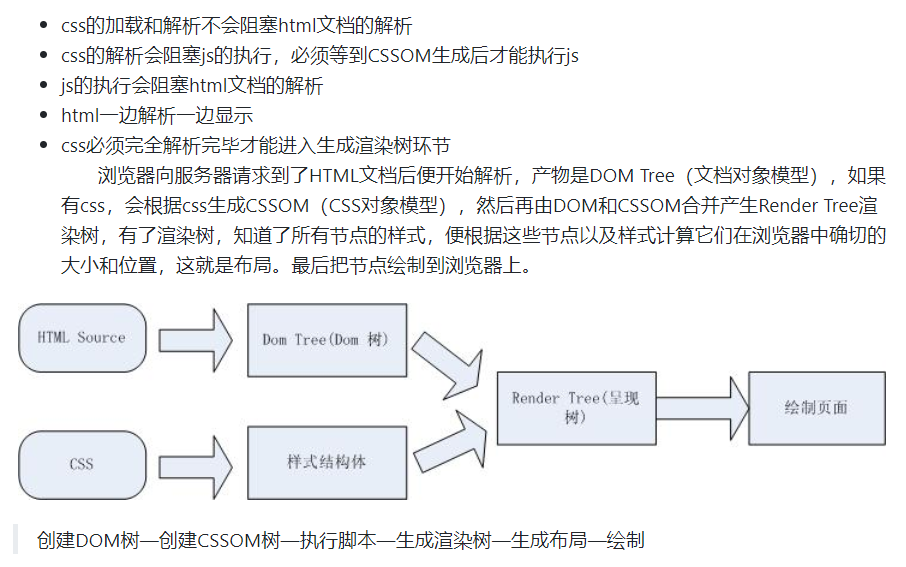 css的加载和解析不会阻塞html文档的解析
css的解析会阻塞js的执行，必须等到CSSOM生成后才能执行js
js的执行会阻塞html文档的解析
html一边解析一边显示
css必须完全解析完毕才能进入生成渲染树环节
浏览器向服务器请求到了HTML文档后便开始解析，产物是DOM Tree（文档对象模型），如果
有css，会根据css生成CSSOM（CSS对象模型），然后再由DOM和CSSOM合并产生Render Tree渲
染树，有了渲染树，知道了所有节点的样式，便根据这些节点以及样式计算它们在浏览器中确切的
大小和位置，这就是布局。最后把节点绘制到浏览器上。
HTML Source
Dom Tree(Dom 树)
Render Tree(呈现
树)
绘制页面
CSS
样式结构体
创建DOM树—创建CSSOM树—执行脚本—生成渲染树—生成布局—绘制